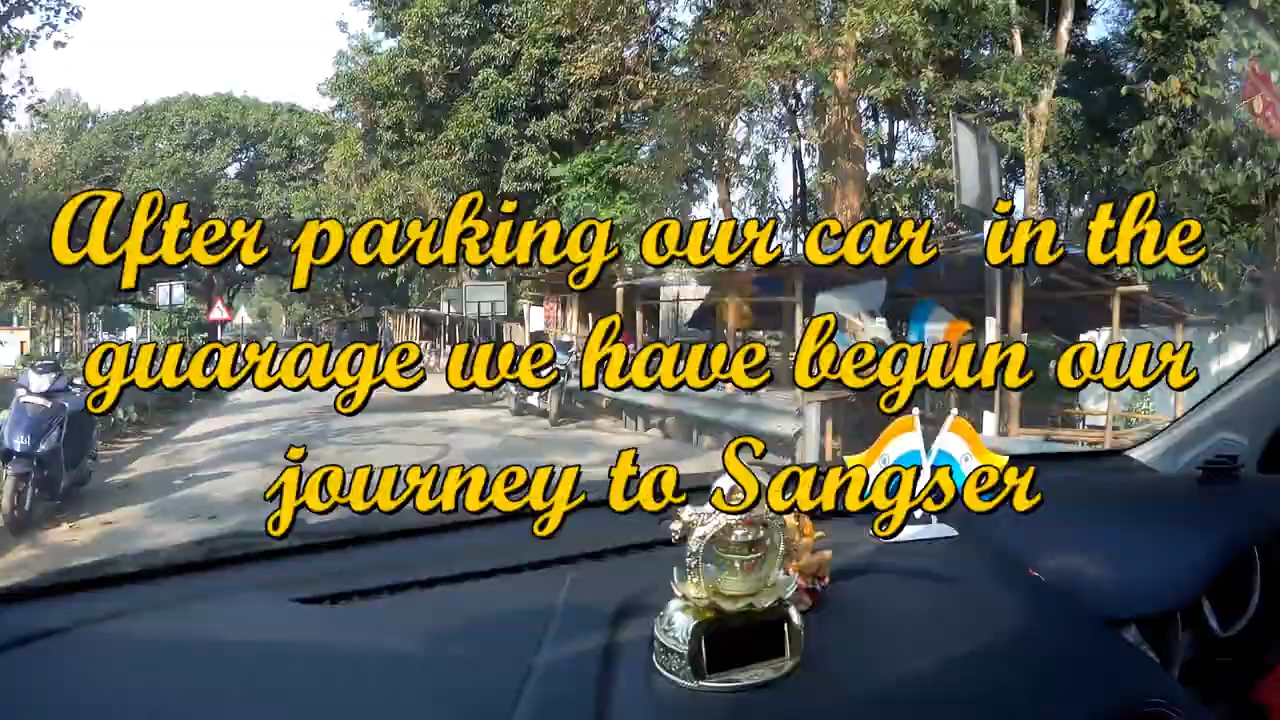 After parking our car in the
guarage we have begun our
journey to Sangser